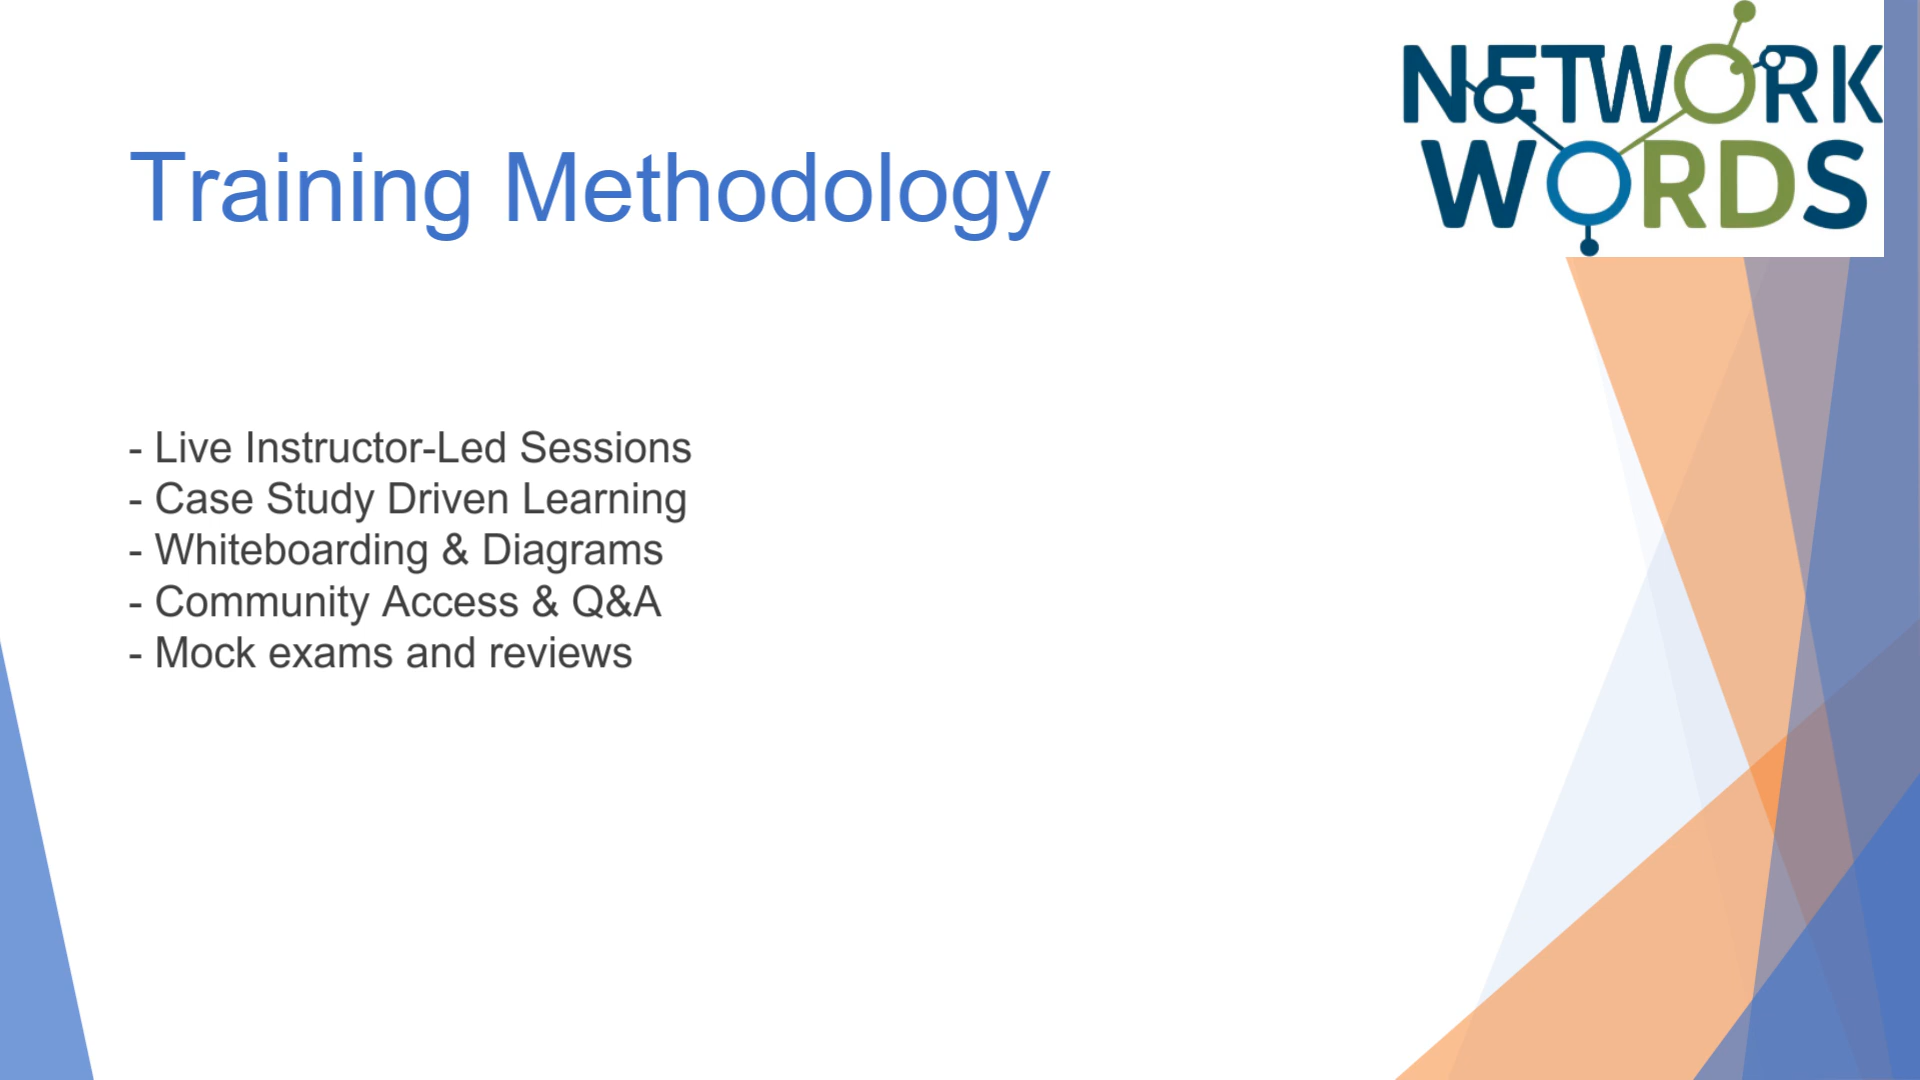 NETWORK
WORDS
Training Methodology
- Live Instructor-Led Sessions
- Case Study Driven Learning
- Whiteboarding & Diagrams
- Community Access & Q&A
- Mock exams and reviews